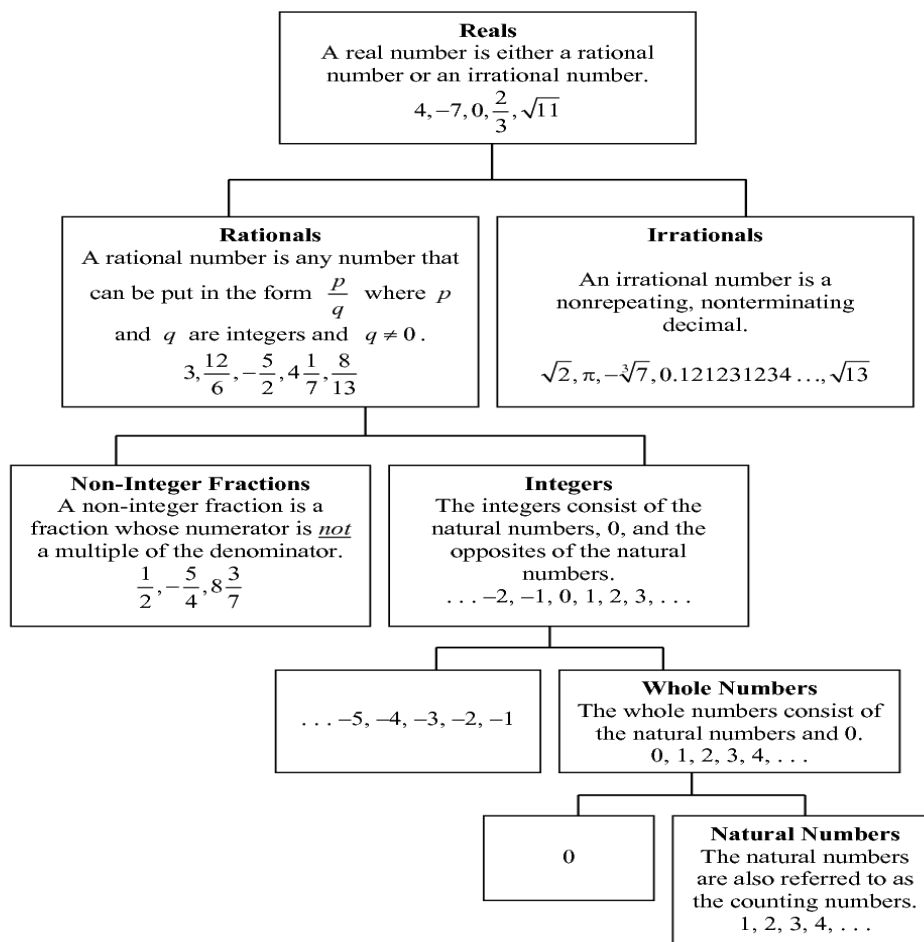 Reals
A real number is either a rational
number or an irrational number.
4, −7, 0, 2/3, √11
Rationals
A rational number is any number that
can be put in the form p/q where p
and q are integers and q ≠ 0.
3, 12/6, −5/2, 4 1/7, 8/13
Irrationals
An irrational number is a
nonrepeating, nonterminating
decimal.
√2, π, −∛7, 0.121231234 ..., √13
Non-Integer Fractions
A non-integer fraction is a
fraction whose numerator is not
a multiple of the denominator.
1/2, −5/4, 8 3/7
Integers
The integers consist of the
natural numbers, 0, and the
opposites of the natural
numbers.
. . . −2, −1, 0, 1, 2, 3, . . .
. . . −5, −4, −3, −2, −1
Whole Numbers
The whole numbers consist of
the natural numbers and 0.
0, 1, 2, 3, 4, . . .
0
Natural Numbers
The natural numbers
are also referred to as
the counting numbers.
1, 2, 3, 4, . . .